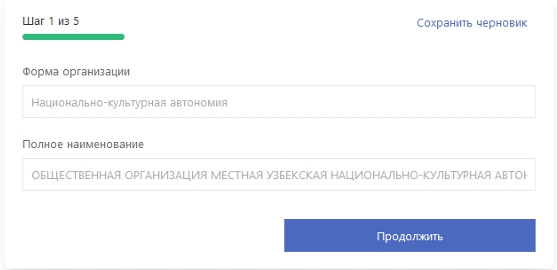 Шаг 1 из 5
Сохранить черновик
Форма организации
Национально-культурная автономия
Полное наименование
ОБЩЕСТВЕННАЯ ОРГАНИЗАЦИЯ МЕСТНАЯ УЗБЕКСКАЯ НАЦИОНАЛЬНО-КУЛЬТУРНАЯ АВТОН
Продолжить